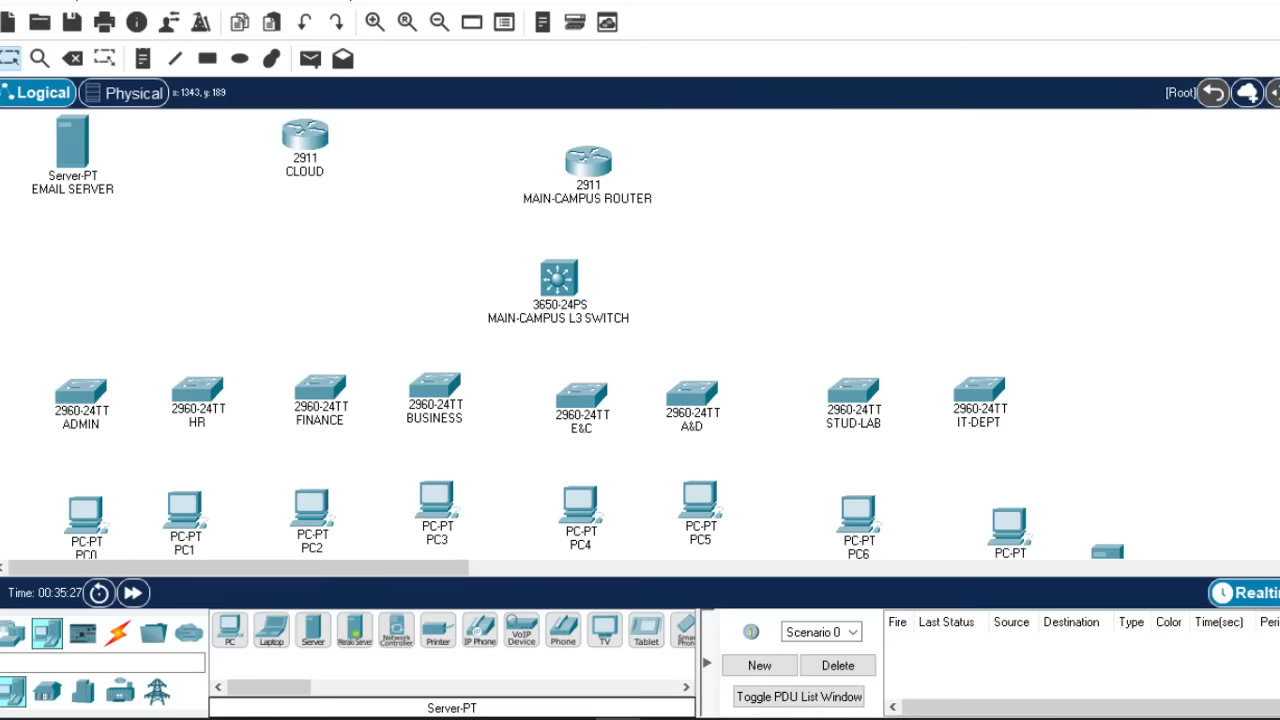 Logical
Physical
x: 1343, y: 189
[Root]
Server-PT
EMAIL SERVER
2911
CLOUD
2911
MAIN-CAMPUS ROUTER
3650-24PS
MAIN-CAMPUS L3 SWITCH
2960-24TT
ADMIN
2960-24TT
HR
2960-24TT
FINANCE
2960-24TT
BUSINESS
2960-24TT
E&C
2960-24TT
A&D
2960-24TT
STUD-LAB
2960-24TT
IT-DEPT
PC-PT
PC0
PC-PT
PC1
PC-PT
PC2
PC-PT
PC3
PC-PT
PC4
PC-PT
PC5
PC-PT
PC6
PC-PT
Time: 00:35:27
Realti
PC
Laptop
Server
Meraki Server
Network Controller
Printer
IP Phone
VoIP Device
Phone
TV
Tablet
Server-PT
Scenario 0
New
Delete
Toggle PDU List Window
Fire Last Status Source Destination Type Color Time(sec) Peri